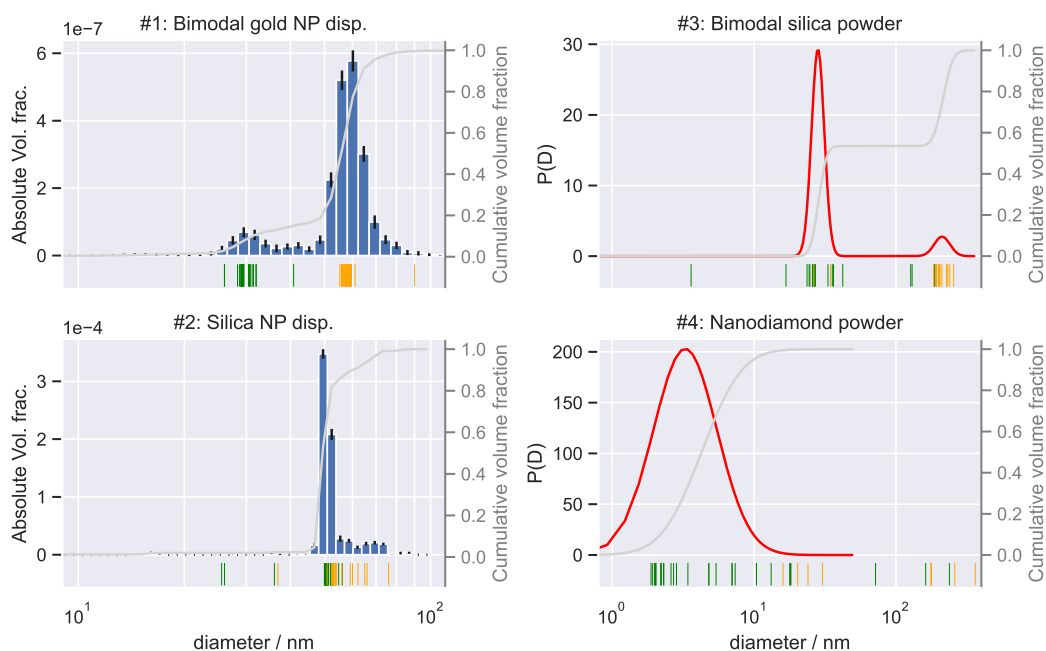 #1: Bimodal gold NP disp.
1e−7
Absolute Vol. frac.
6
4
2
0
1.0
0.8
0.6
0.4
0.2
0.0
Cumulative volume fraction
#3: Bimodal silica powder
P(D)
30
20
10
0
1.0
0.8
0.6
0.4
0.2
0.0
Cumulative volume fraction
#2: Silica NP disp.
1e−4
Absolute Vol. frac.
3
2
1
0
1.0
0.8
0.6
0.4
0.2
0.0
Cumulative volume fraction
10¹
10²
diameter / nm
#4: Nanodiamond powder
P(D)
200
150
100
50
0
1.0
0.8
0.6
0.4
0.2
0.0
Cumulative volume fraction
10⁰
10¹
10²
diameter / nm